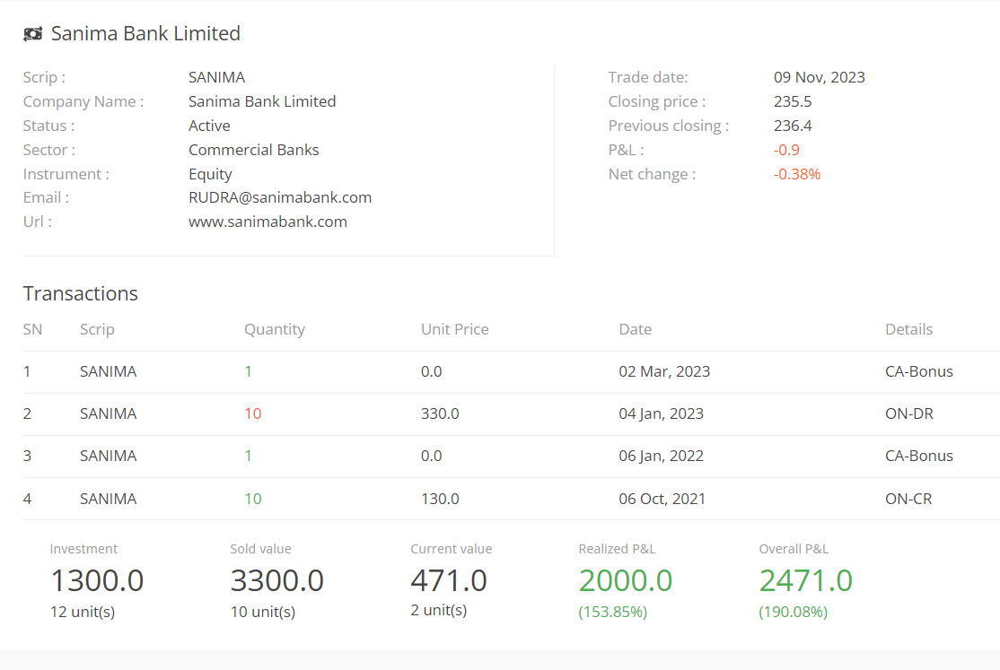 Sanima Bank Limited
Scrip : SANIMA
Company Name : Sanima Bank Limited
Status : Active
Sector : Commercial Banks
Instrument : Equity
Email : RUDRA@sanimabank.com
Url : www.sanimabank.com
Trade date: 09 Nov, 2023
Closing price : 235.5
Previous closing : 236.4
P&L : -0.9
Net change : -0.38%
Transactions
SN Scrip Quantity Unit Price Date Details
1 SANIMA 1 0.0 02 Mar, 2023 CA-Bonus
2 SANIMA 10 330.0 04 Jan, 2023 ON-DR
3 SANIMA 1 0.0 06 Jan, 2022 CA-Bonus
4 SANIMA 10 130.0 06 Oct, 2021 ON-CR
Investment Sold value Current value Realized P&L Overall P&L
1300.0 3300.0 471.0 2000.0 2471.0
12 unit(s) 10 unit(s) 2 unit(s) (153.85%) (190.08%)